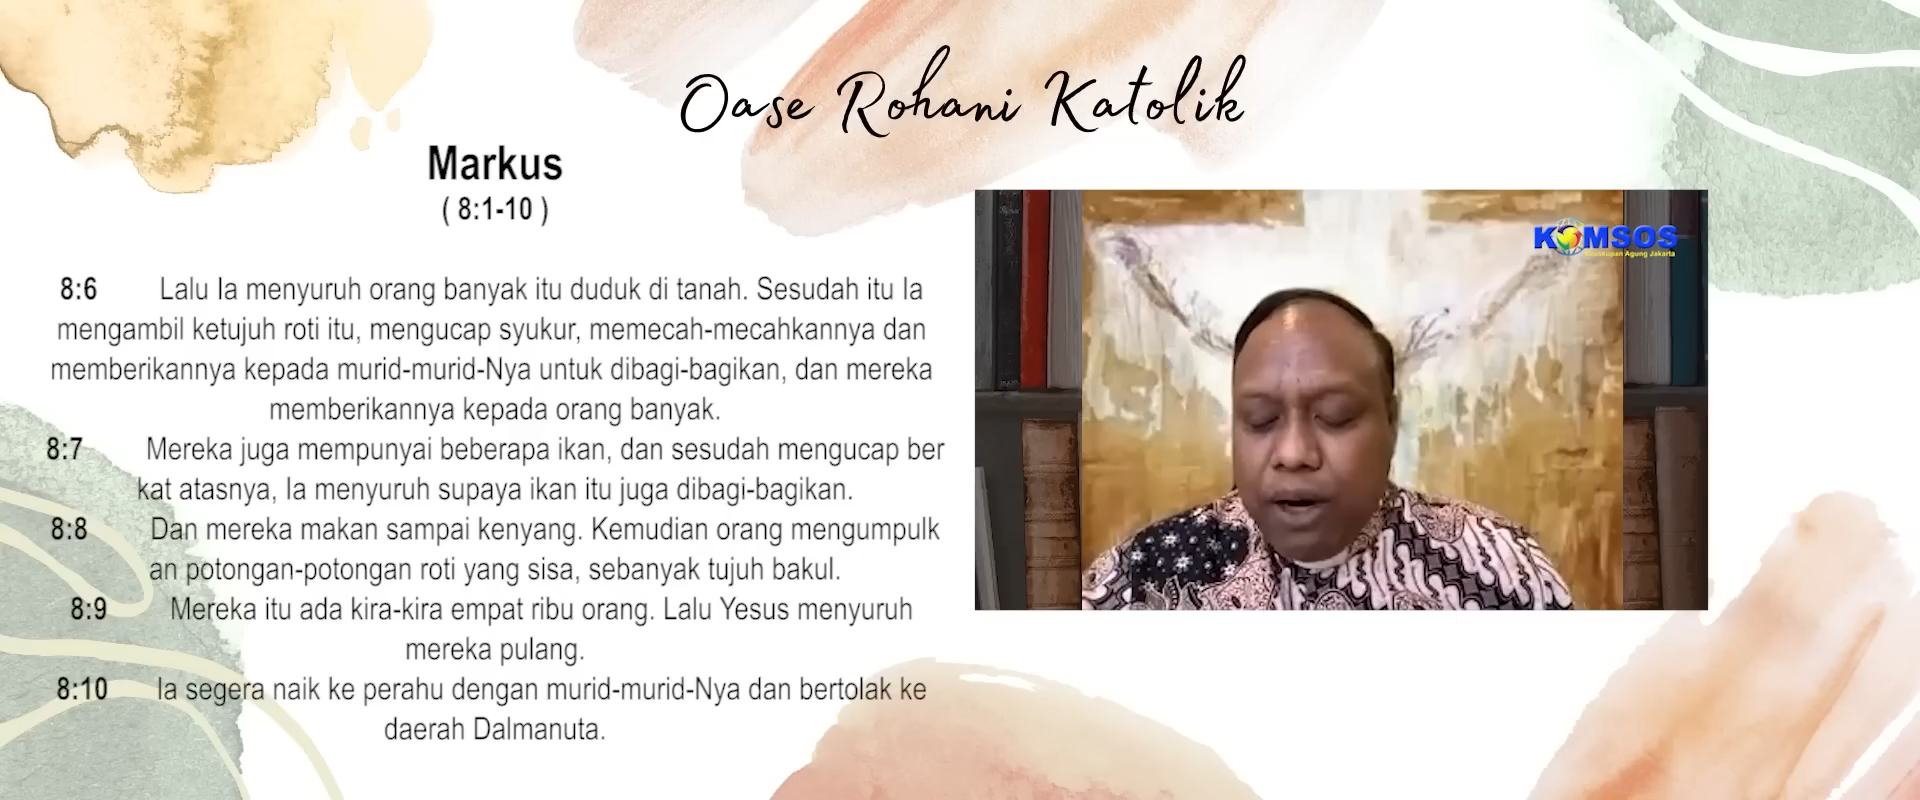 Oase Rohani Katolik
Markus
( 8:1-10 )
8:6 Lalu Ia menyuruh orang banyak itu duduk di tanah. Sesudah itu Ia
mengambil ketujuh roti itu, mengucap syukur, memecah-mecahkannya dan
memberikannya kepada murid-murid-Nya untuk dibagi-bagikan, dan mereka
memberikannya kepada orang banyak.
8:7 Mereka juga mempunyai beberapa ikan, dan sesudah mengucap ber
kat atasnya, Ia menyuruh supaya ikan itu juga dibagi-bagikan.
8:8 Dan mereka makan sampai kenyang. Kemudian orang mengumpulk
an potongan-potongan roti yang sisa, sebanyak tujuh bakul.
8:9 Mereka itu ada kira-kira empat ribu orang. Lalu Yesus menyuruh
mereka pulang.
8:10 Ia segera naik ke perahu dengan murid-murid-Nya dan bertolak ke
daerah Dalmanuta.
KOMSOS
Keuskupan Agung Jakarta